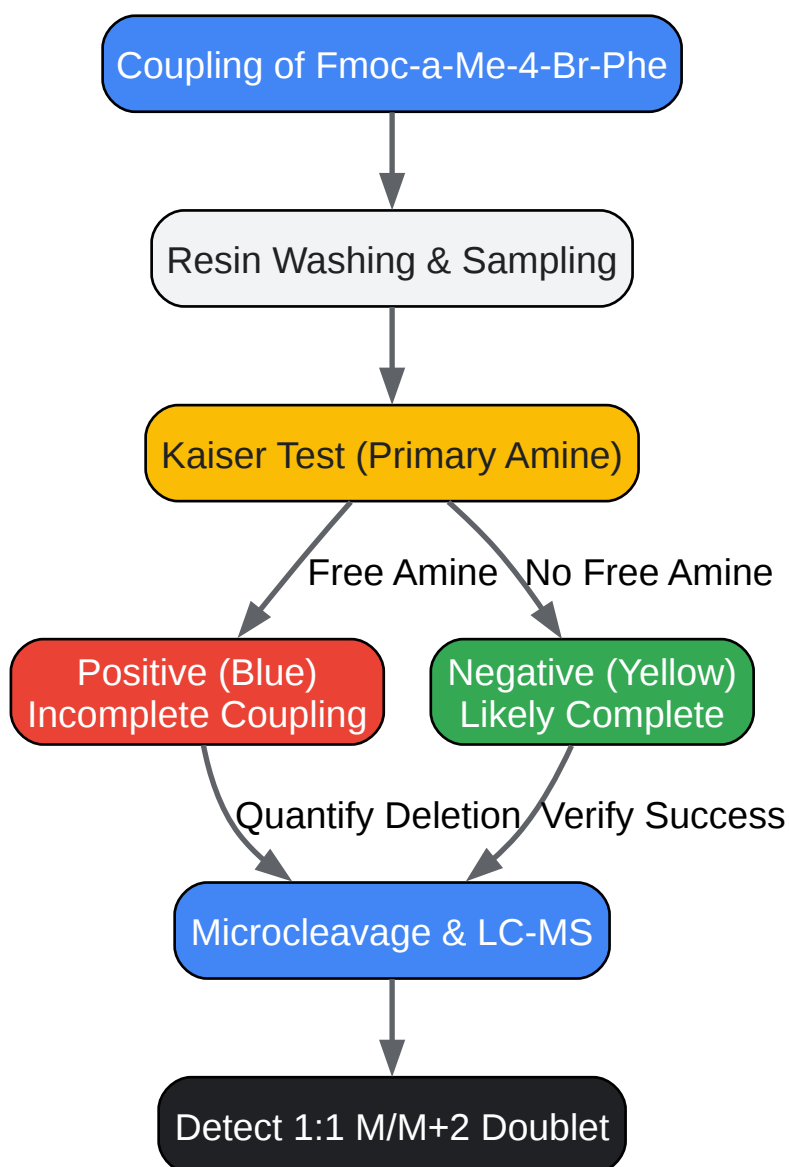 Coupling of Fmoc-a-Me-4-Br-Phe
Resin Washing & Sampling
Kaiser Test (Primary Amine)
Free Amine
No Free Amine
Positive (Blue)
Incomplete Coupling
Negative (Yellow)
Likely Complete
Quantify Deletion
Verify Success
Microcleavage & LC-MS
Detect 1:1 M/M+2 Doublet